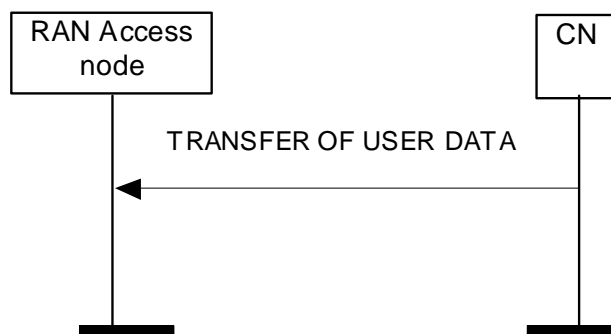 RAN Access
node
CN
TRANSFER OF USER DATA